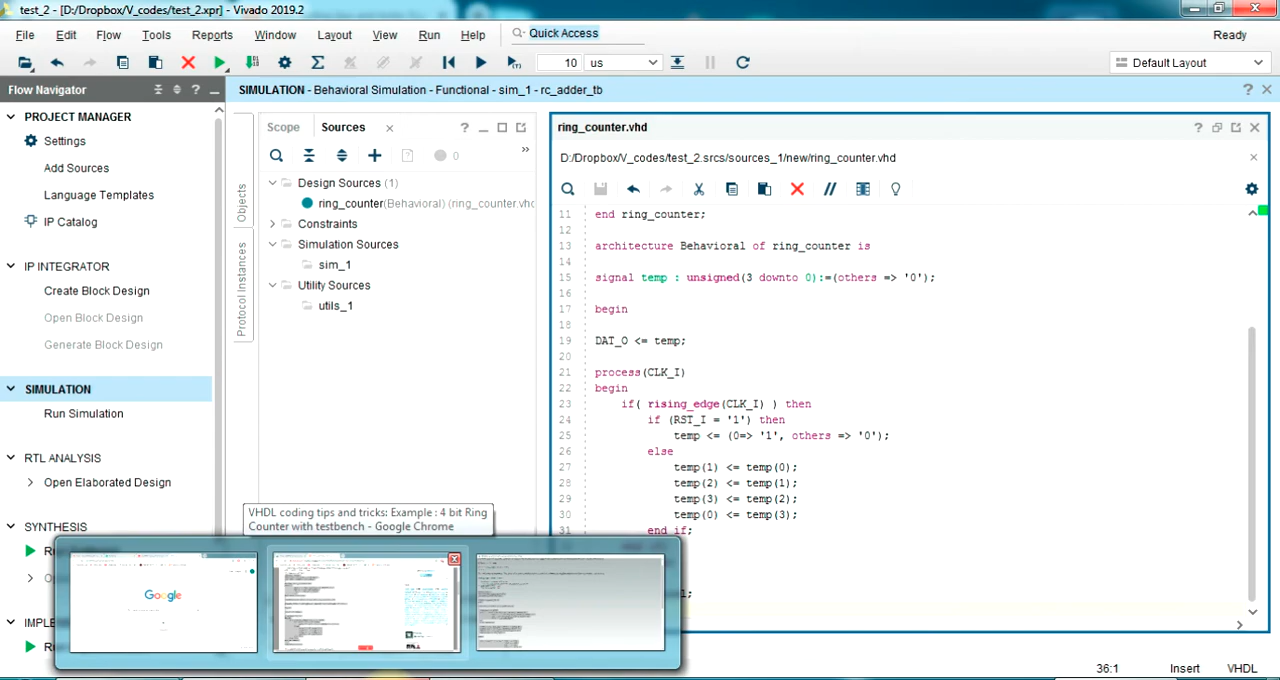 test_2 - [D:/Dropbox/V_codes/test_2.xpr] - Vivado 2019.2
File Edit Flow Tools Reports Window Layout View Run Help Quick Access Ready
10 us Default Layout
Flow Navigator
SIMULATION - Behavioral Simulation - Functional - sim_1 - rc_adder_tb
PROJECT MANAGER
Settings
Add Sources
Language Templates
IP Catalog
IP INTEGRATOR
Create Block Design
Open Block Design
Generate Block Design
SIMULATION
Run Simulation
RTL ANALYSIS
Open Elaborated Design
SYNTHESIS
Objects
Protocol Instances
Scope Sources
0
Design Sources (1)
ring_counter(Behavioral) (ring_counter.vhd
Constraints
Simulation Sources
sim_1
Utility Sources
utils_1
ring_counter.vhd
D:/Dropbox/V_codes/test_2.srcs/sources_1/new/ring_counter.vhd
11 end ring_counter;
12
13 architecture Behavioral of ring_counter is
14
15 signal temp : unsigned(3 downto 0):=(others => '0');
16
17 begin
18
19 DAT_O <= temp;
20
21 process(CLK_I)
22 begin
23 if( rising_edge(CLK_I) ) then
24 if (RST_I = '1') then
25 temp <= (0=> '1', others => '0');
26 else
27 temp(1) <= temp(0);
28 temp(2) <= temp(1);
29 temp(3) <= temp(2);
30 temp(0) <= temp(3);
31 end if;
VHDL coding tips and tricks: Example : 4 bit Ring
Counter with testbench - Google Chrome
Google
36:1 Insert VHDL